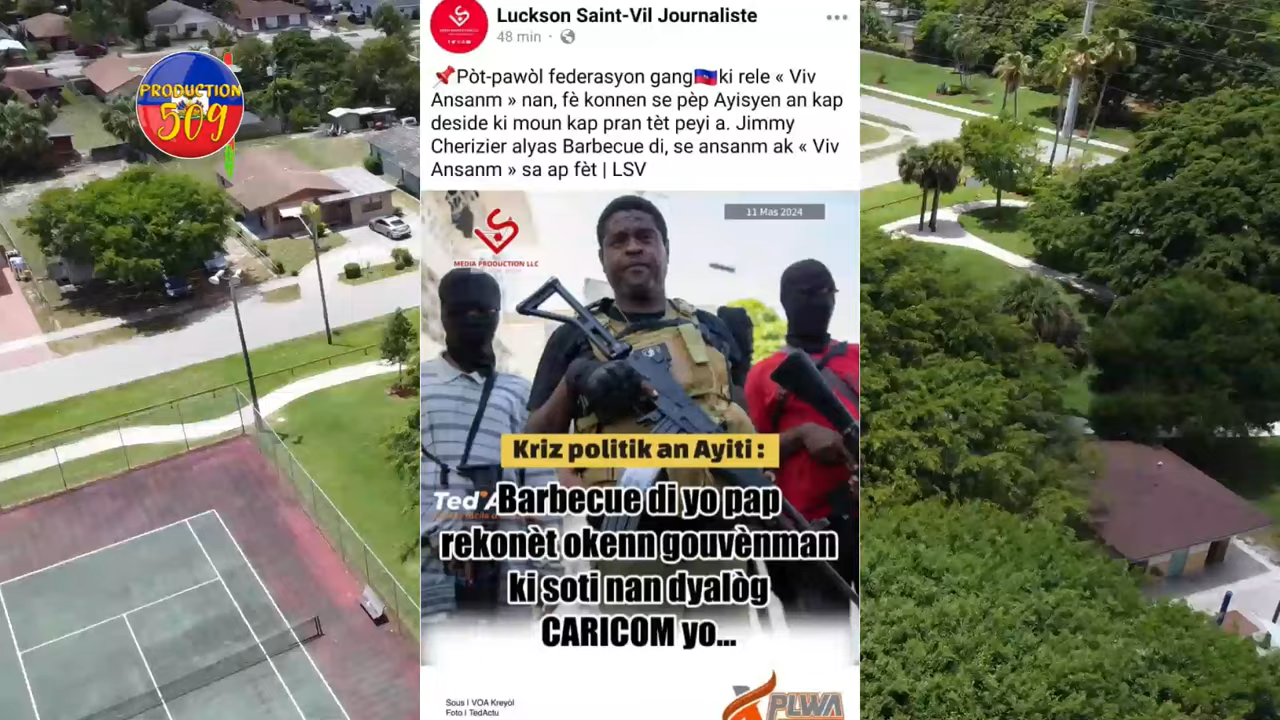 PRODUCTION
509
Luckson Saint-Vil Journaliste
48 min ·
📌Pòt-pawòl federasyon gang🇭🇹ki rele « Viv
Ansanm » nan, fè konnen se pèp Ayisyen an kap
deside ki moun kap pran tèt peyi a. Jimmy
Cherizier alyas Barbecue di, se ansanm ak « Viv
Ansanm » sa ap fèt | LSV
11 Mas 2024
MEDIA PRODUCTION LLC
Kriz politik an Ayiti :
Barbecue di yo pap
rekonèt okenn gouvènman
ki soti nan dyalòg
CARICOM yo...
Sous I VOA Kreyòl
Foto I TedActu
PLWA